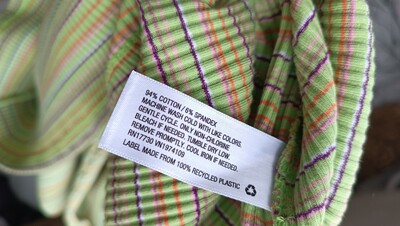 94% COTTON / 6% SPANDEX
MACHINE WASH COLD WITH LIKE COLORS.
GENTLE CYCLE. ONLY NON-CHLORINE
BLEACH IF NEEDED. TUMBLE DRY LOW.
REMOVE PROMPTLY, COOL IRON IF NEEDED.
RN17730 WN1974109
LABEL MADE FROM 100% RECYCLED PLASTIC